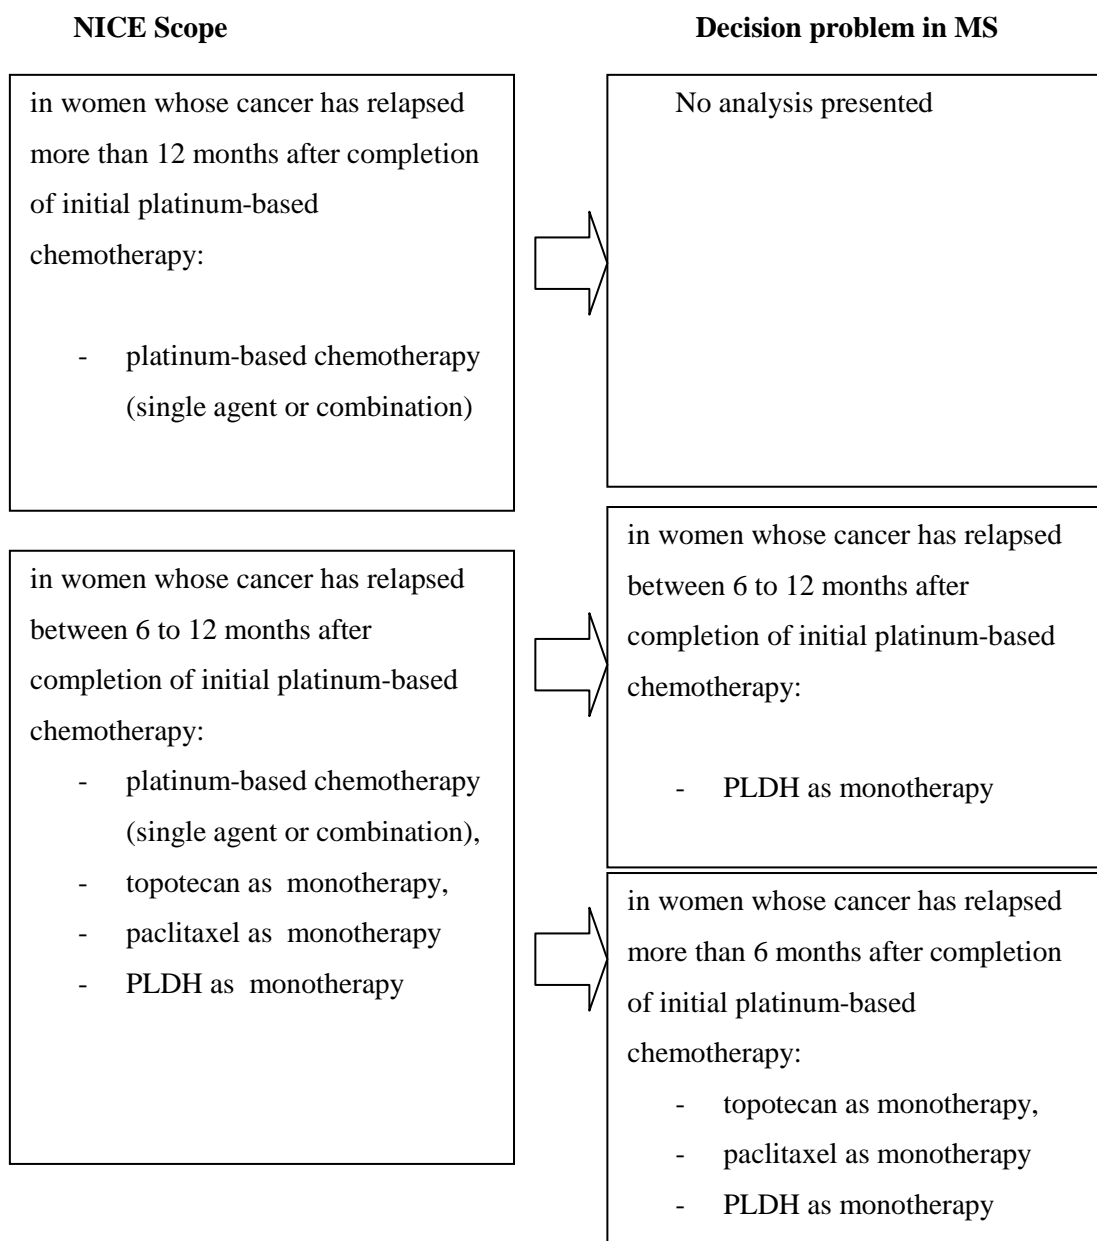 NICE Scope
Decision problem in MS
in women whose cancer has relapsed
more than 12 months after completion
of initial platinum-based
chemotherapy:
- platinum-based chemotherapy
(single agent or combination)
No analysis presented
in women whose cancer has relapsed
between 6 to 12 months after
completion of initial platinum-based
chemotherapy:
- platinum-based chemotherapy
(single agent or combination),
- topotecan as monotherapy,
- paclitaxel as monotherapy
- PLDH as monotherapy
in women whose cancer has relapsed
between 6 to 12 months after
completion of initial platinum-based
chemotherapy:
- PLDH as monotherapy
in women whose cancer has relapsed
more than 6 months after completion
of initial platinum-based
chemotherapy:
- topotecan as monotherapy,
- paclitaxel as monotherapy
- PLDH as monotherapy